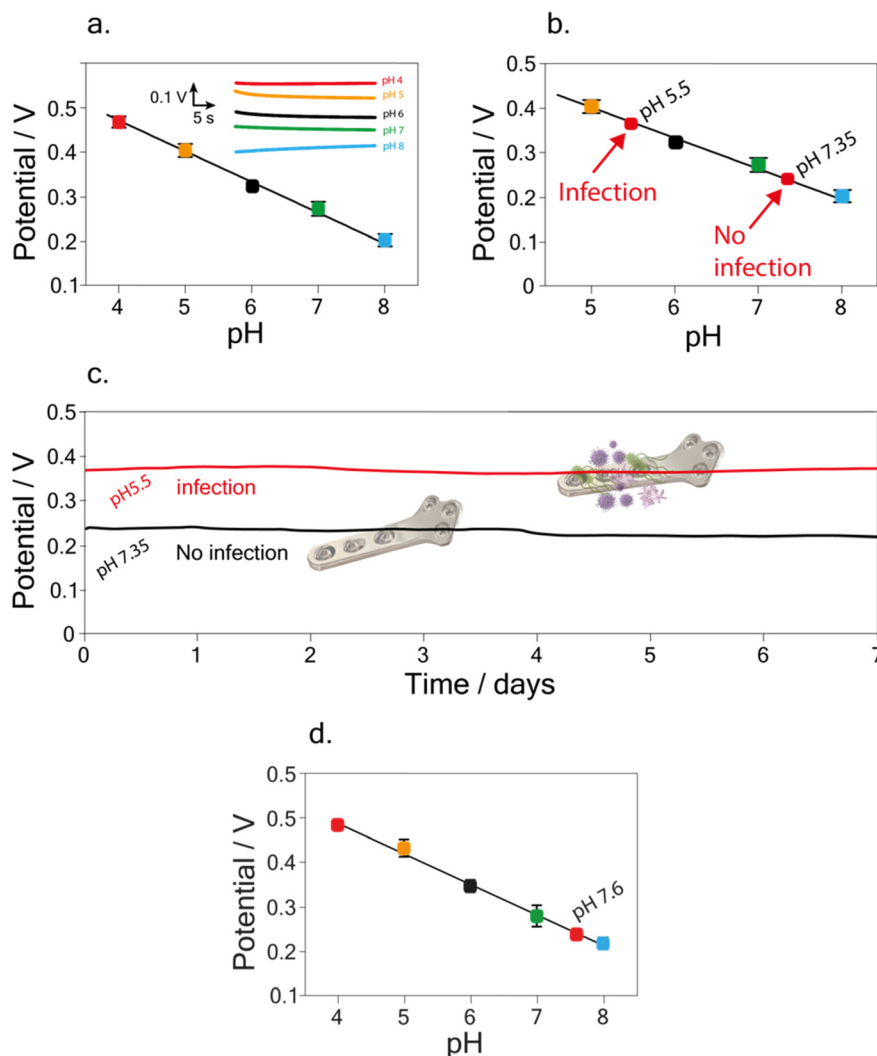 a.
Potential / V
0.5
0.5
0.4
0.3
0.2
0.1
0.1 V
5 s
pH 4
pH 5
pH 6
pH 7
pH 8
4 5 6 7 8
pH
b.
Potential / V
0.5
0.4
0.3
0.2
0.1
0
pH 5.5
pH 7.35
Infection
No
infection
5 6 7 8
pH
c.
Potential / V
0.5
0.4
0.3
0.2
0.1
0
pH5.5 infection
pH 7.35 No infection
0 1 2 3 4 5 6 7
Time / days
d.
Potential / V
0.5
0.5
0.4
0.3
0.2
0.1
pH 7.6
4 5 6 7 8
pH